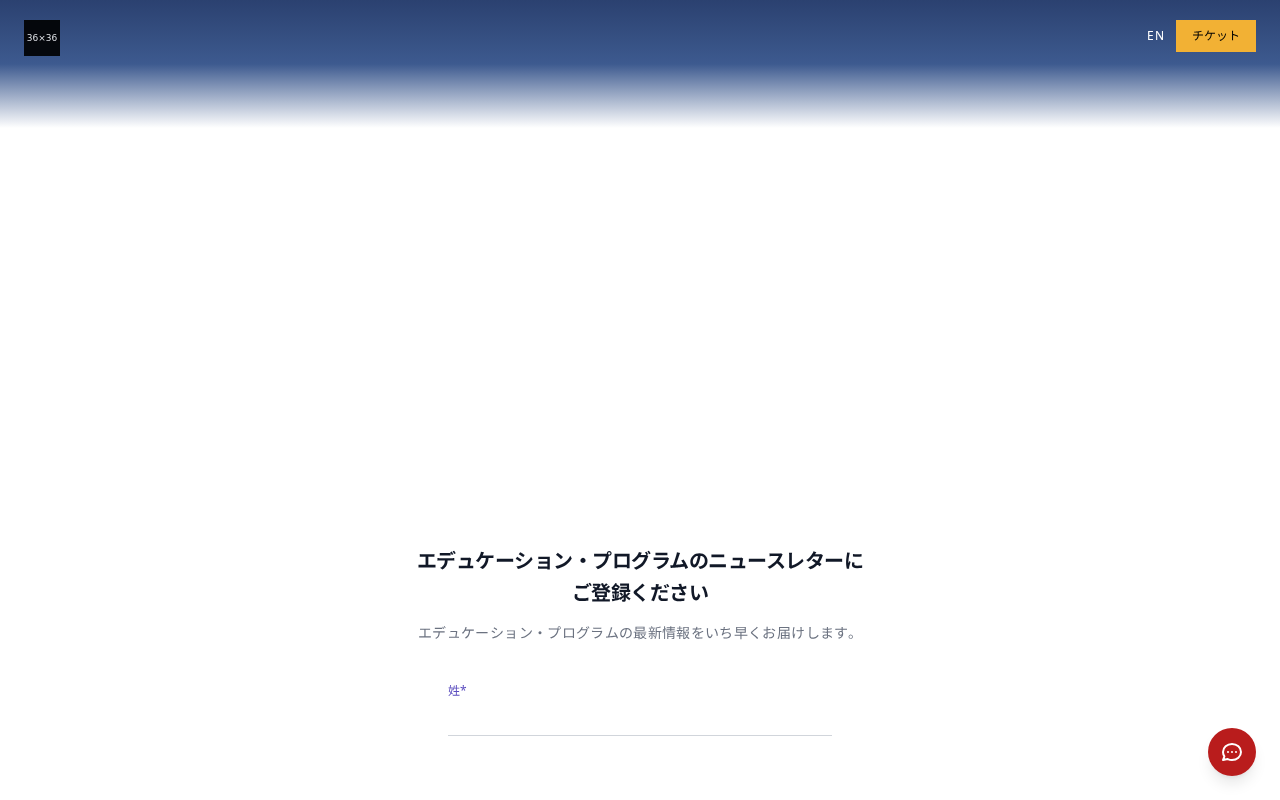 36×36
EN
チケット
エデュケーション・プログラムのニュースレターに
ご登録ください
エデュケーション・プログラムの最新情報をいち早くお届けします。
姓*